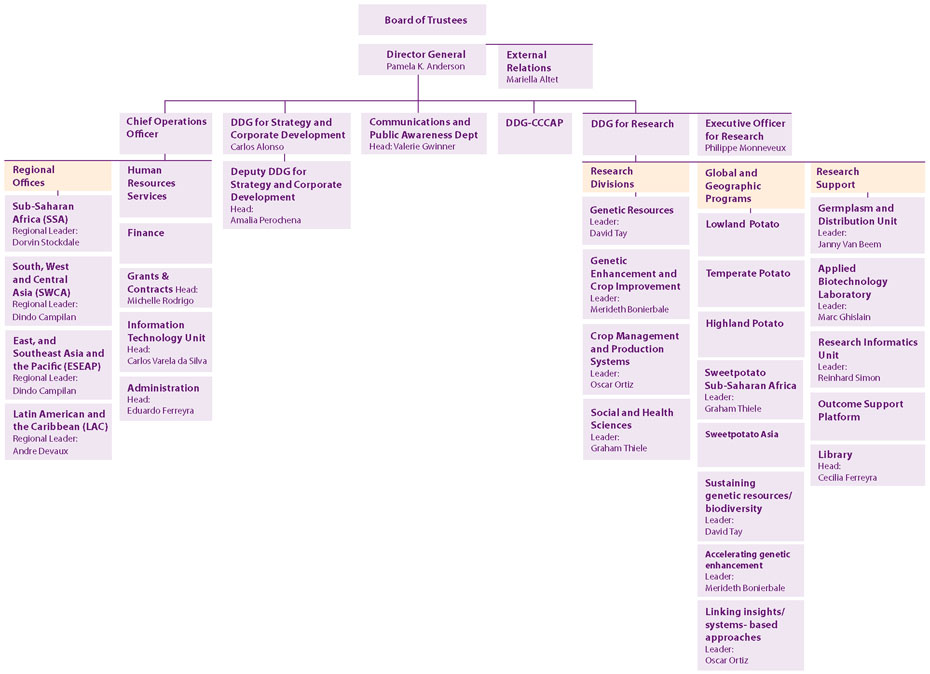 Board of Trustees
Director General
Pamela K. Anderson
External
Relations
Mariella Altet
Chief Operations
Officer
DDG for Strategy and
Corporate Development
Carlos Alonso
Communications and
Public Awareness Dept
Head: Valerie Gwinner
DDG-CCCAP
DDG for Research
Executive Officer
for Research
Philippe Monneveux
Regional
Offices
Sub-Saharan
Africa (SSA)
Regional Leader:
Dorvin Stockdale
South, West
and Central
Asia (SWCA)
Regional Leader:
Dindo Campilan
East, and
Southeast Asia and
the Pacific (ESEAP)
Regional Leader:
Dindo Campilan
Latin American and
the Caribbean (LAC)
Regional Leader:
Andre Devaux
Human
Resources
Services
Finance
Grants &
Contracts Head:
Michelle Rodrigo
Information
Technology Unit
Head:
Carlos Varela da Silva
Administration
Head:
Eduardo Ferreyra
Deputy DDG for
Strategy and Corporate
Development
Head:
Amalia Perochena
Research
Divisions
Genetic Resources
Leader:
David Tay
Genetic
Enhancement and
Crop Improvement
Leader:
Merideth Bonierbale
Crop Management
and Production
Systems
Leader:
Oscar Ortiz
Social and Health
Sciences
Leader:
Graham Thiele
Global and
Geographic
Programs
Lowland Potato
Temperate Potato
Highland Potato
Sweetpotato
Sub-Saharan Africa
Leader:
Graham Thiele
Sweetpotato Asia
Sustaining
genetic resources/
biodiversity
Leader:
David Tay
Accelerating genetic
enhancement
Leader:
Merideth Bonierbale
Linking insights/
systems- based
approaches
Leader:
Oscar Ortiz
Research
Support
Germplasm and
Distribution Unit
Leader:
Janny Van Beem
Applied
Biotechnology
Laboratory
Leader:
Marc Ghislain
Research Informatics
Unit
Leader:
Reinhard Simon
Outcome Support
Platform
Library
Head:
Cecilia Ferreyra